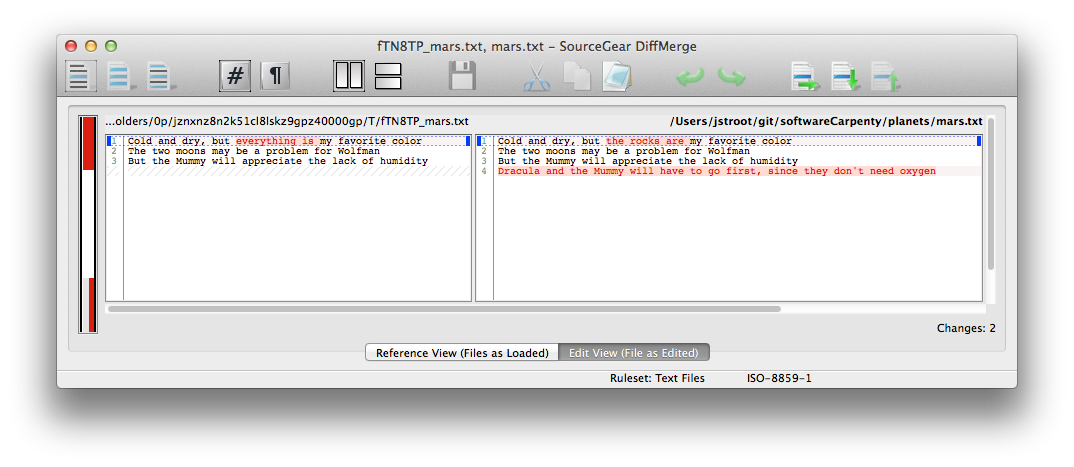 fTN8TP_mars.txt, mars.txt – SourceGear DiffMerge
# ¶
...olders/0p/jznxnz8n2k51cl8lskz9gpz40000gp/T/fTN8TP_mars.txt
/Users/jstroot/git/softwareCarpenty/planets/mars.txt
1 Cold and dry, but everything is my favorite color
2 The two moons may be a problem for Wolfman
3 But the Mummy will appreciate the lack of humidity
1 Cold and dry, but the rocks are my favorite color
2 The two moons may be a problem for Wolfman
3 But the Mummy will appreciate the lack of humidity
4 Dracula and the Mummy will have to go first, since they don't need oxygen
Changes: 2
Reference View (Files as Loaded) Edit View (File as Edited)
Ruleset: Text Files ISO-8859-1